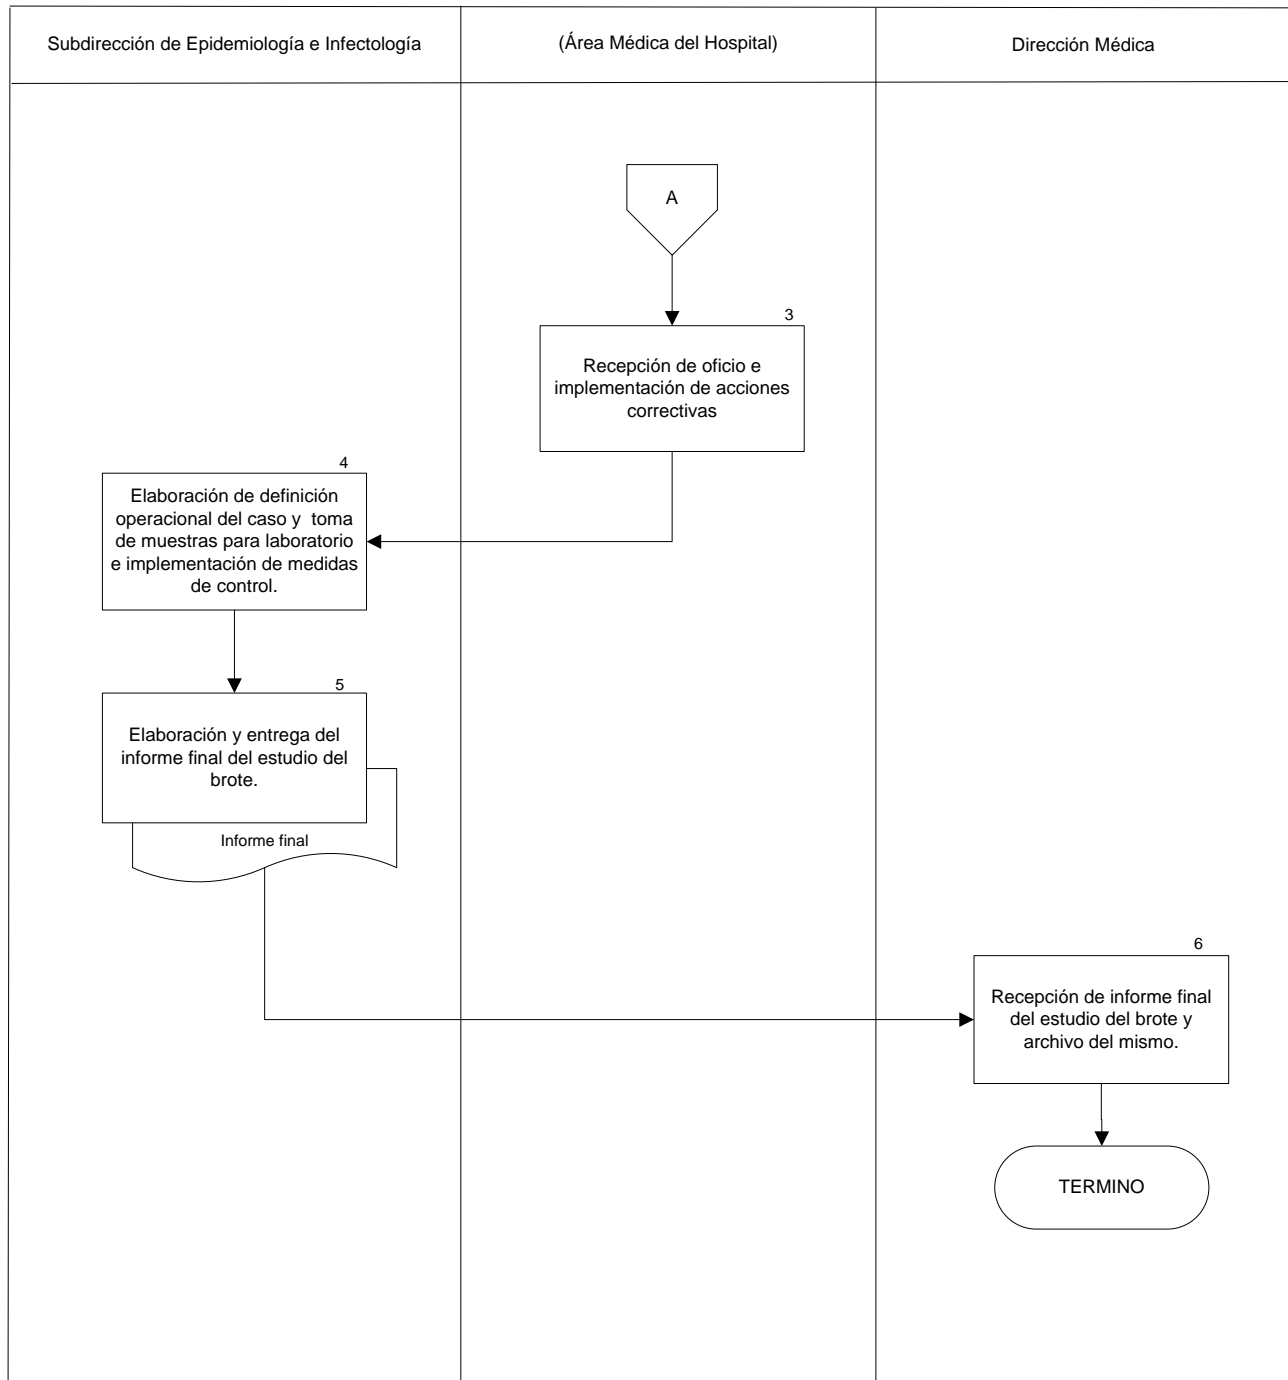 Subdirección de Epidemiología e Infectología
(Área Médica del Hospital)
Dirección Médica
A
3
Recepción de oficio e
implementación de acciones
correctivas
4
Elaboración de definición
operacional del caso y  toma
de muestras para laboratorio
e implementación de medidas
de control.
5
Elaboración y entrega del
informe final del estudio del
brote.
Informe final
6
Recepción de informe final
del estudio del brote y
archivo del mismo.
TERMINO